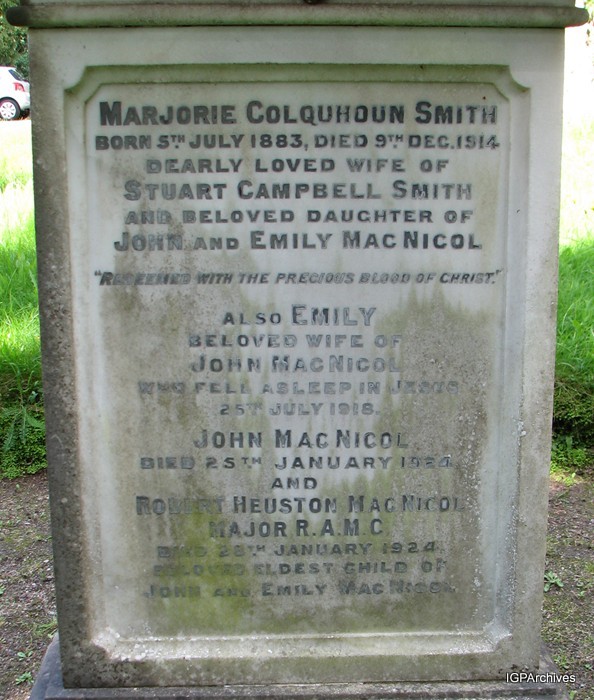 MARJORIE COLQUHOUN SMITH
BORN 5TH JULY 1883, DIED 9TH DEC. 1914
DEARLY LOVED WIFE OF
STUART CAMPBELL SMITH
AND BELOVED DAUGHTER OF
JOHN AND EMILY MACNICOL
"REDEEMED WITH THE PRECIOUS BLOOD OF CHRIST."
ALSO EMILY
BELOVED WIFE OF
JOHN MACNICOL
WHO FELL ASLEEP IN JESUS
25TH JULY 1918.
JOHN MACNICOL
DIED 25TH JANUARY 1924
AND
ROBERT HEUSTON MACNICOL
MAJOR R.A.M.C.
DIED 28TH JANUARY 1924
BELOVED ELDEST CHILD OF
JOHN AND EMILY MACNICOL
IGPArchives